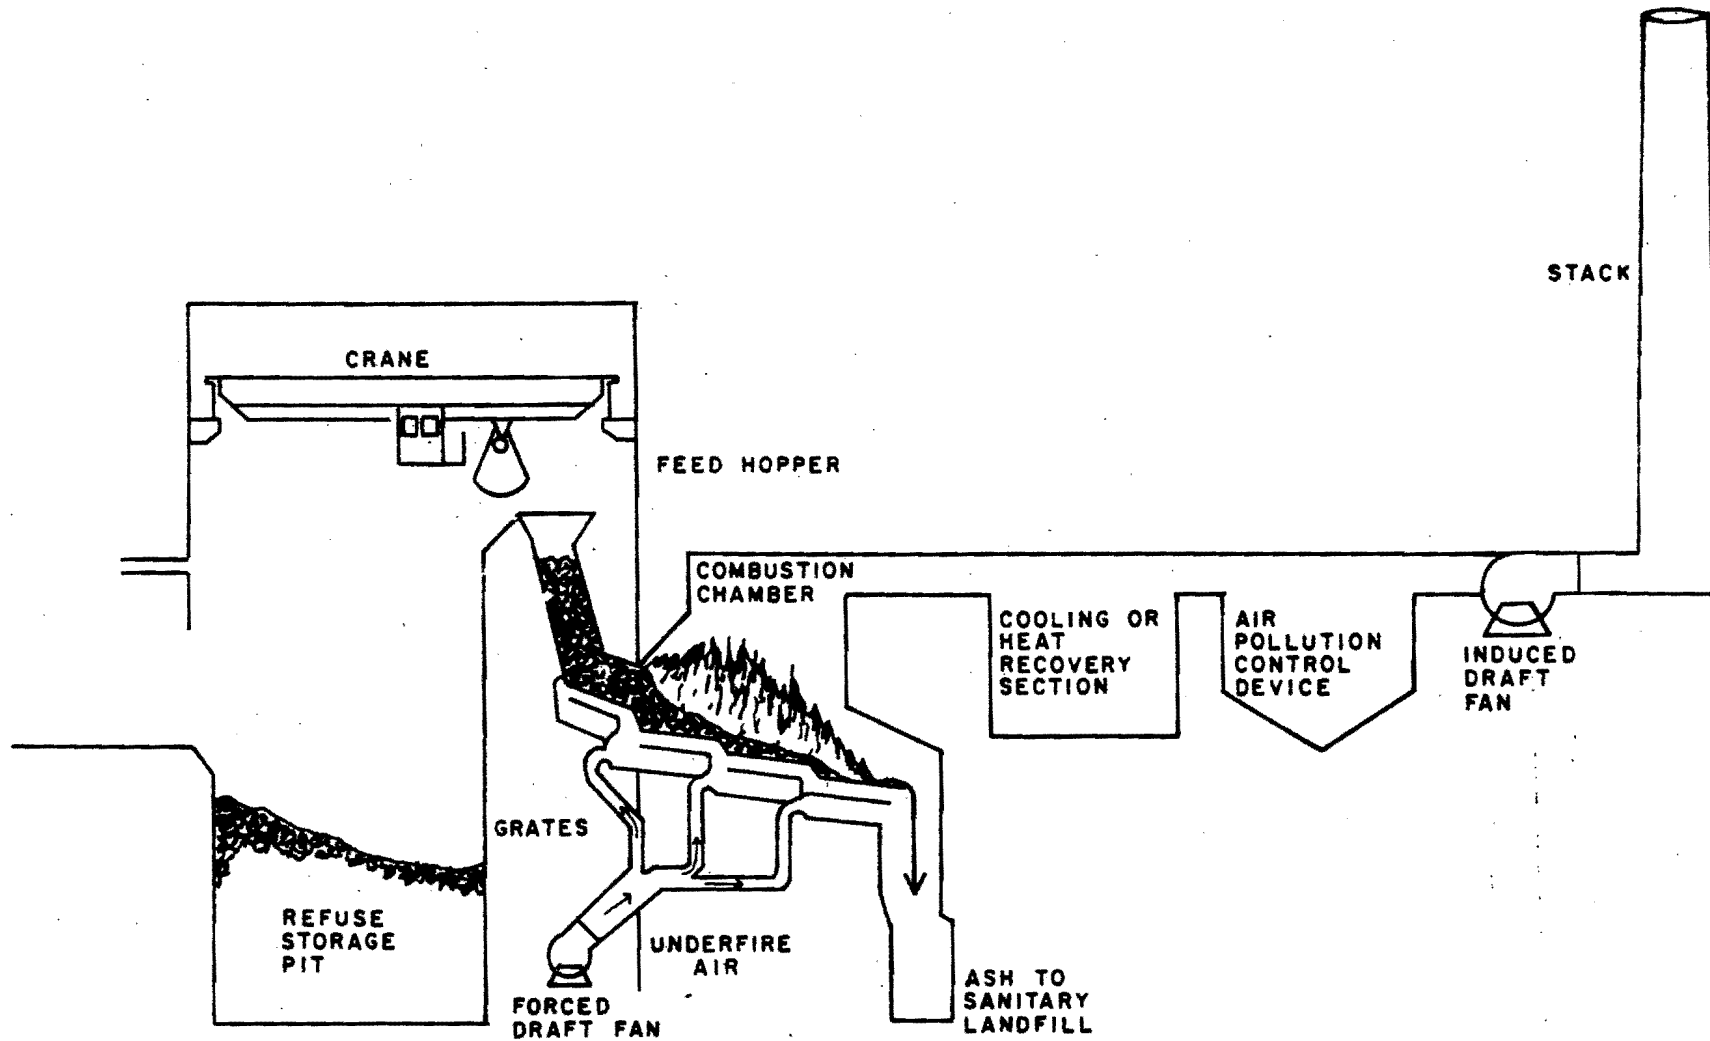 STACK
CRANE
FEED HOPPER
COMBUSTION
CHAMBER
COOLING OR
HEAT
RECOVERY
SECTION
AIR
POLLUTION
CONTROL
DEVICE
INDUCED
DRAFT
FAN
GRATES
REFUSE
STORAGE
PIT
UNDERFIRE
AIR
FORCED
DRAFT FAN
ASH TO
SANITARY
LANDFILL